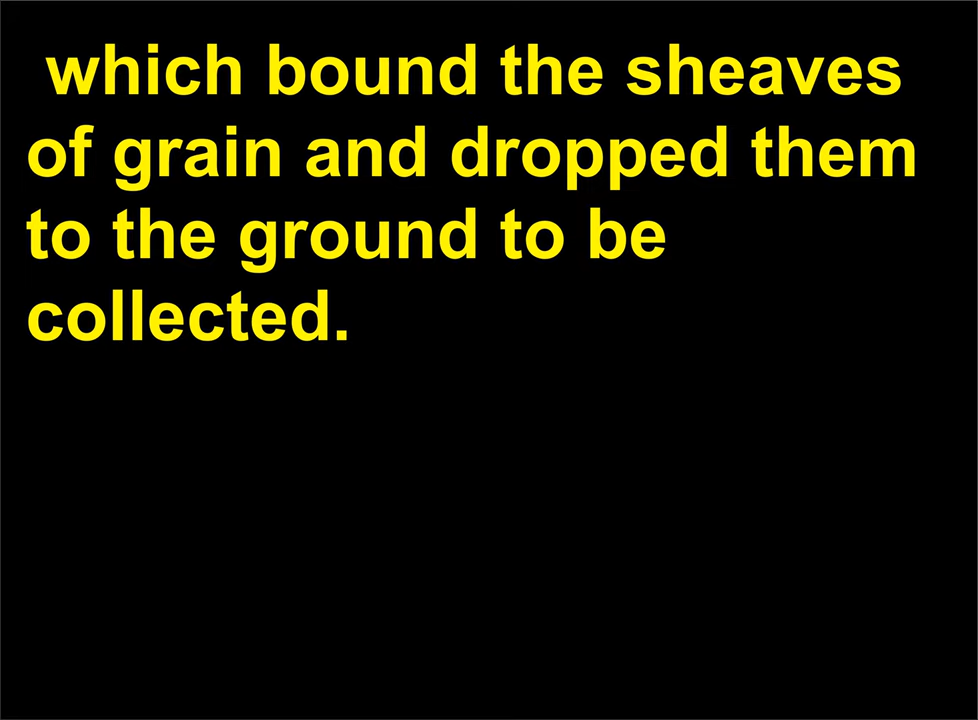 which bound the sheaves
of grain and dropped them
to the ground to be
collected.